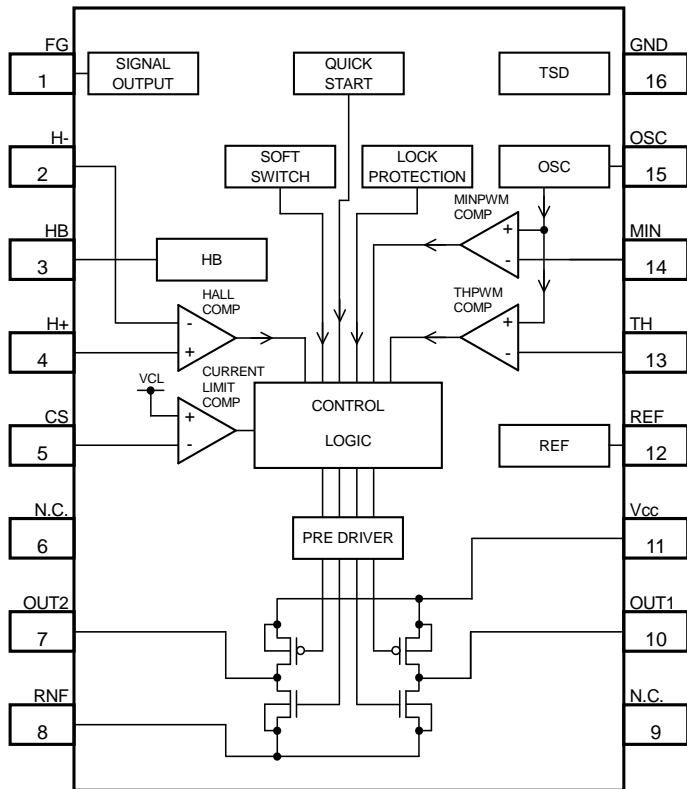 FG
1
SIGNAL
OUTPUT
QUICK
START
TSD
GND
16
H-
2
SOFT
SWITCH
LOCK
PROTECTION
OSC
OSC
15
HB
3
HB
MINPWM
COMP
+
-
MIN
14
HALL
COMP
-
+
THPWM
COMP
+
-
H+
4
TH
13
VCL
CURRENT
LIMIT
COMP
+
-
CONTROL
LOGIC
CS
5
REF
REF
12
N.C.
6
PRE DRIVER
Vcc
11
OUT2
7
OUT1
10
RNF
8
N.C.
9